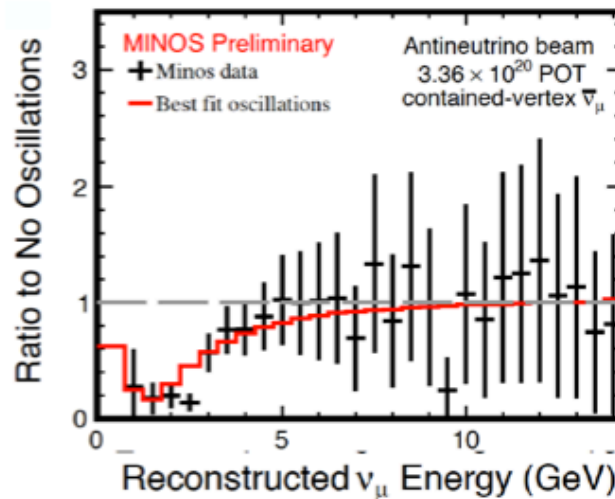 MINOS Preliminary
Minos data
Best fit oscillations
Antineutrino beam
3.36 × 10²⁰ POT
contained-vertex ν̅μ
Ratio to No Oscillations
3
2
1
0
0 5 10
Reconstructed νμ Energy (GeV)